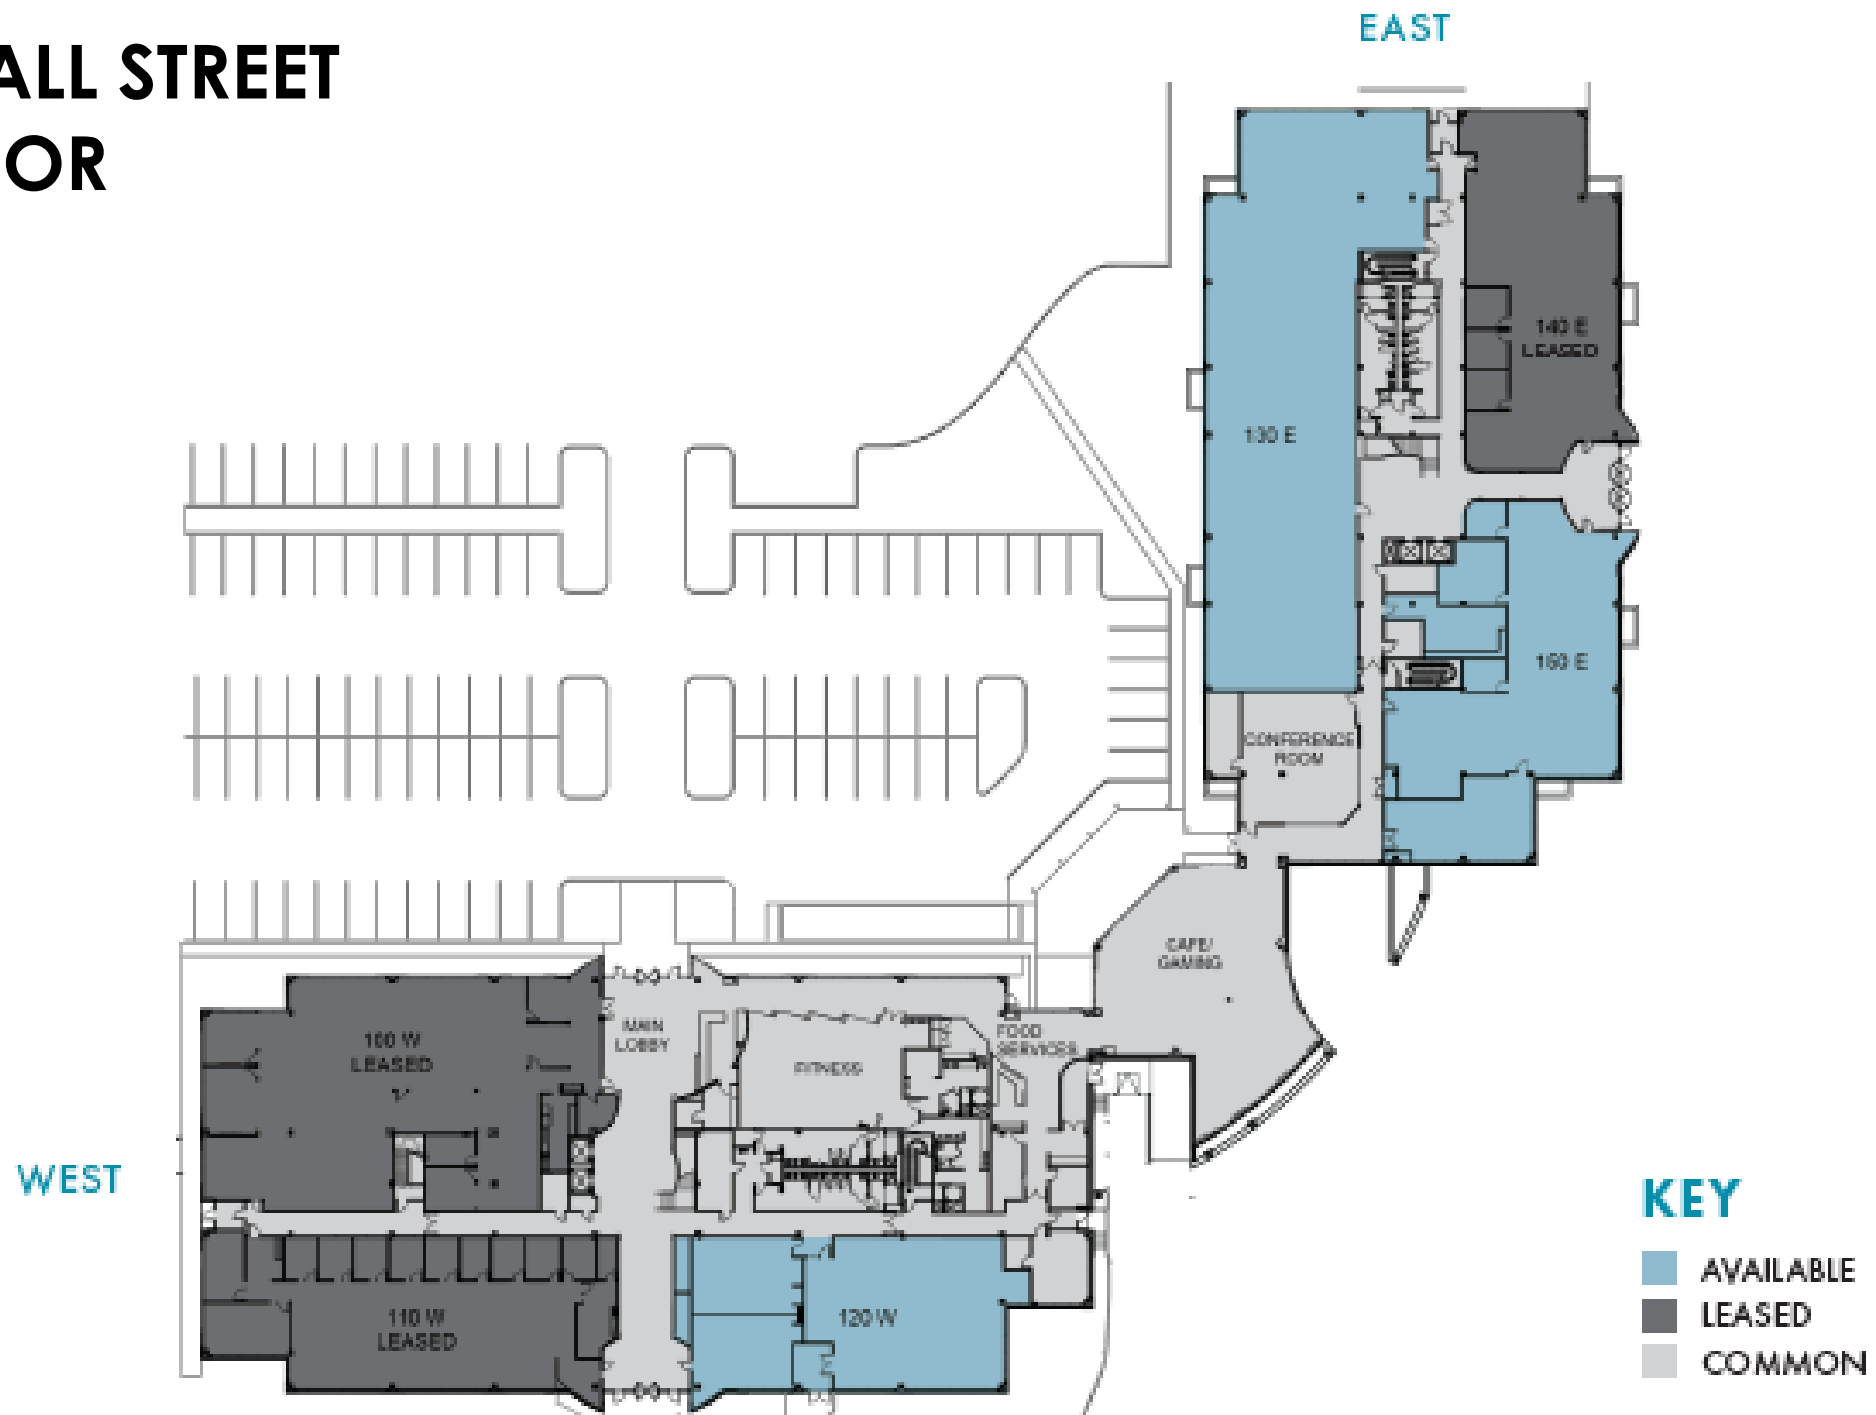 ALL STREET
OR
EAST
140 E
LEASED
130 E
150 E
CONFERENCE
ROOM
CAFE/
GAMING
MAIN
LOBBY
FOOD
SERVICES
FITNESS
100 W
LEASED
WEST
110 W
LEASED
120 W
KEY
AVAILABLE
LEASED
COMMON